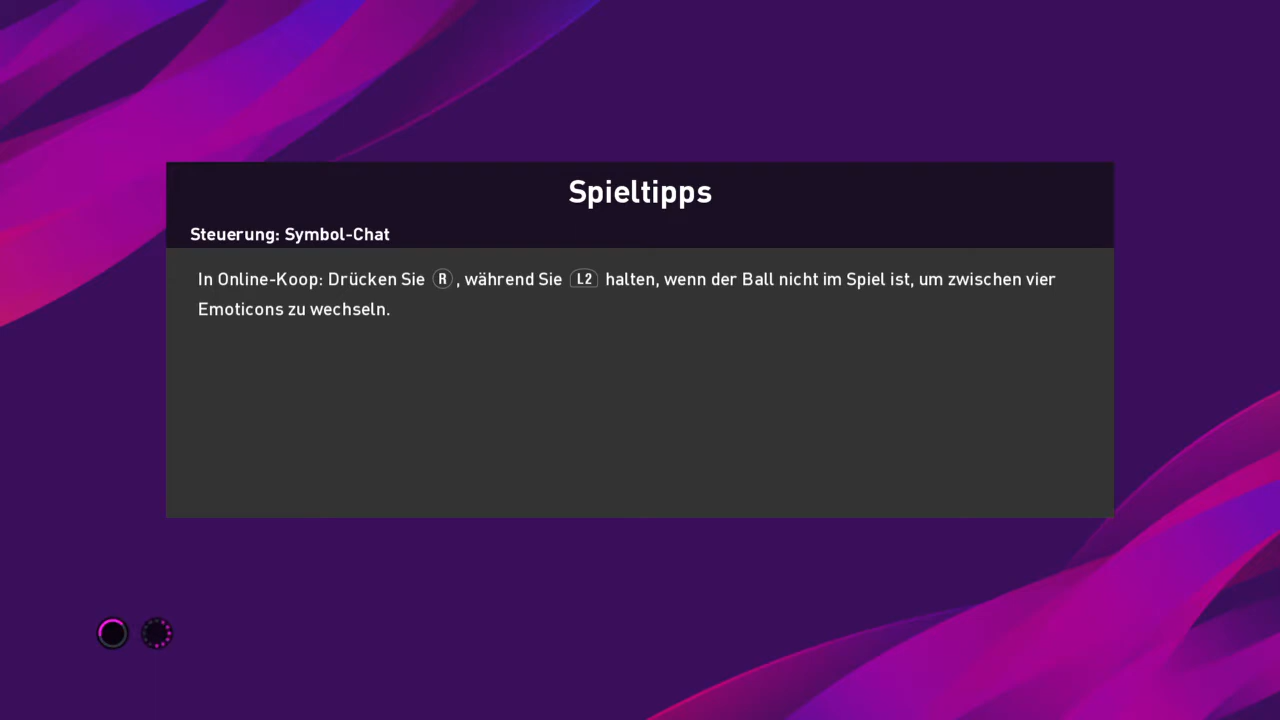 Spieltipps
Steuerung: Symbol-Chat
In Online-Koop: Drücken Sie R, während Sie L2 halten, wenn der Ball nicht im Spiel ist, um zwischen vier
Emoticons zu wechseln.